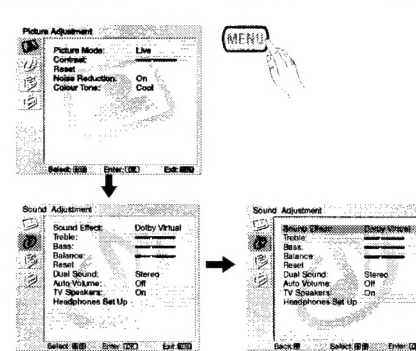 Picture Adjustment
Picture Mode: Live
Contrast:
Reset
Noise Reduction: On
Colour Tone: Cool
Select: Enter: Exit:
MENU
Sound Adjustment
Sound Effect: Dolby Virtual
Treble:
Bass:
Balance:
Reset
Dual Sound: Stereo
Auto Volume: Off
TV Speakers: On
Headphones Set Up
Select: Enter: Exit:
Sound Adjustment
Sound Effect: Dolby Virtual
Treble:
Bass:
Balance
Reset
Dual Sound: Stereo
Auto Volume: Off
TV Speakers: On
Headphones Set Up
Back: Select: Enter: